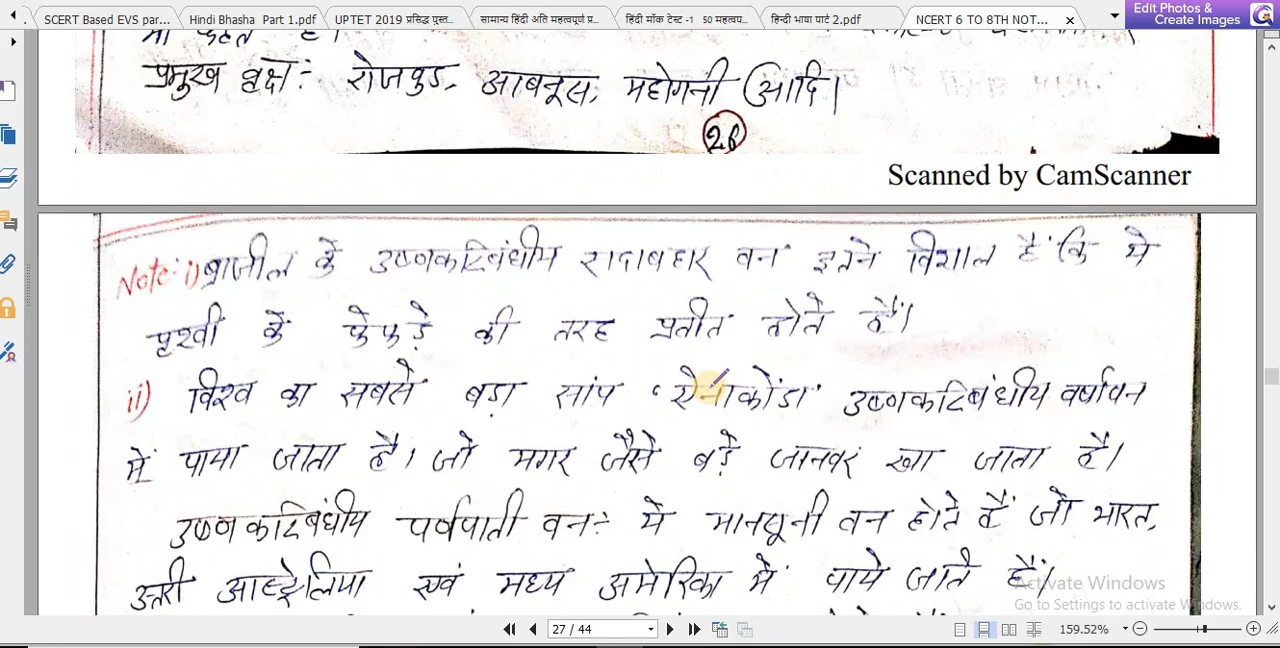 SCERT Based EVS par...
Hindi Bhasha Part 1.pdf
UPTET 2019 प्रसिद्ध पुस्त...
सामान्य हिंदी अति महत्वपूर्ण प्र...
हिंदी मॉक टेस्ट -1 50 महत्वप...
हिन्दी भाषा पार्ट 2.pdf
NCERT 6 TO 8TH NOT...
Edit Photos &
Create Images
प्रमुख वृक्ष:- रोजवुड, आबनूस, महोगनी आदि।
26
Scanned by CamScanner
Note:- i) ब्राजील के उष्णकटिबंधीय सदाबहार वन इतने विशाल हैं कि ये
पृथ्वी के फेफड़े की तरह प्रतीत होते हैं।
ii) विश्व का सबसे बड़ा सांप 'ऐनाकोंडा' उष्णकटिबंधीय वर्षावन
में पाया जाता है। जो मगर जैसे बड़े जानवर खा जाता है।
उष्णकटिबंधीय पर्णपाती वन:- ये मानसूनी वन होते हैं जो भारत,
उत्तरी आस्ट्रेलिया एवं मध्य अमेरिका में पाये जाते हैं।
Activate Windows
Go to Settings to activate Windows.
27 / 44
159.52%